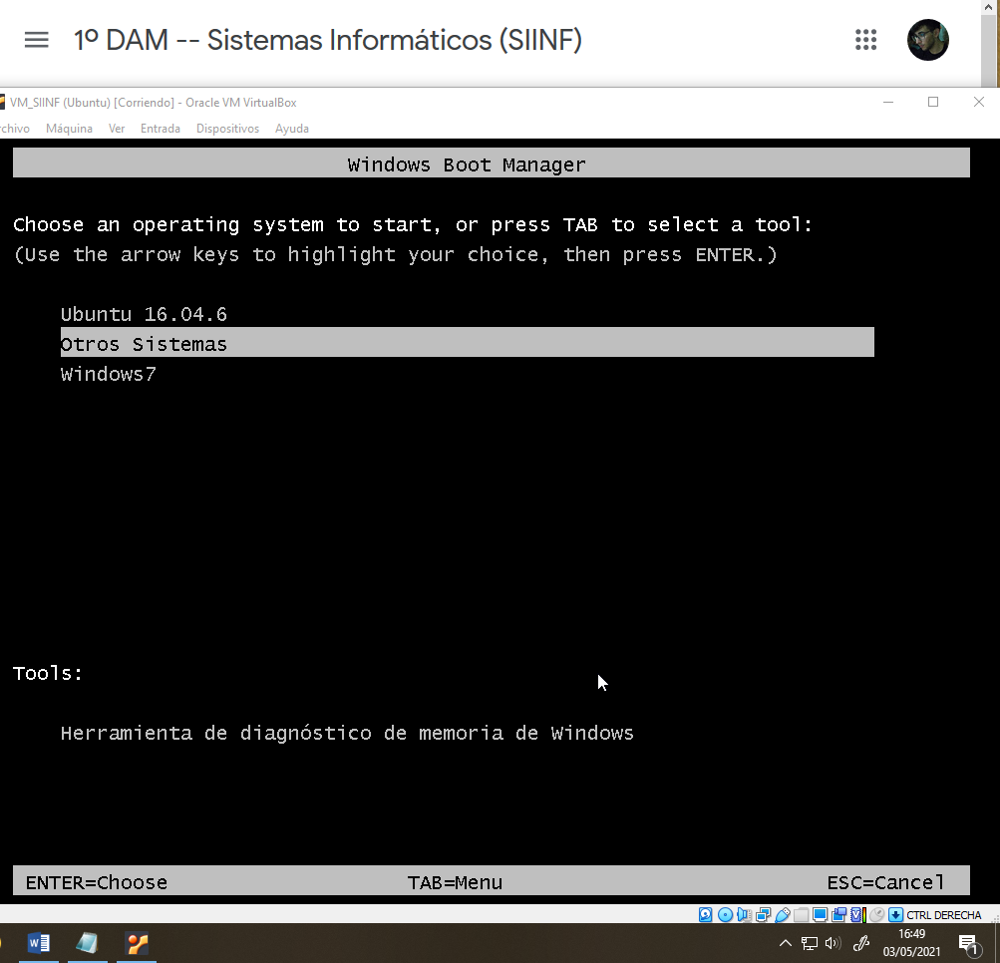 1º DAM -- Sistemas Informáticos (SIINF)
VM_SIINF (Ubuntu) [Corriendo] - Oracle VM VirtualBox
rchivo Máquina Ver Entrada Dispositivos Ayuda
Windows Boot Manager
Choose an operating system to start, or press TAB to select a tool:
(Use the arrow keys to highlight your choice, then press ENTER.)
Ubuntu 16.04.6
Otros Sistemas
Windows7
Tools:
Herramienta de diagnóstico de memoria de Windows
ENTER=Choose TAB=Menu ESC=Cancel
CTRL DERECHA
16:49
03/05/2021
1